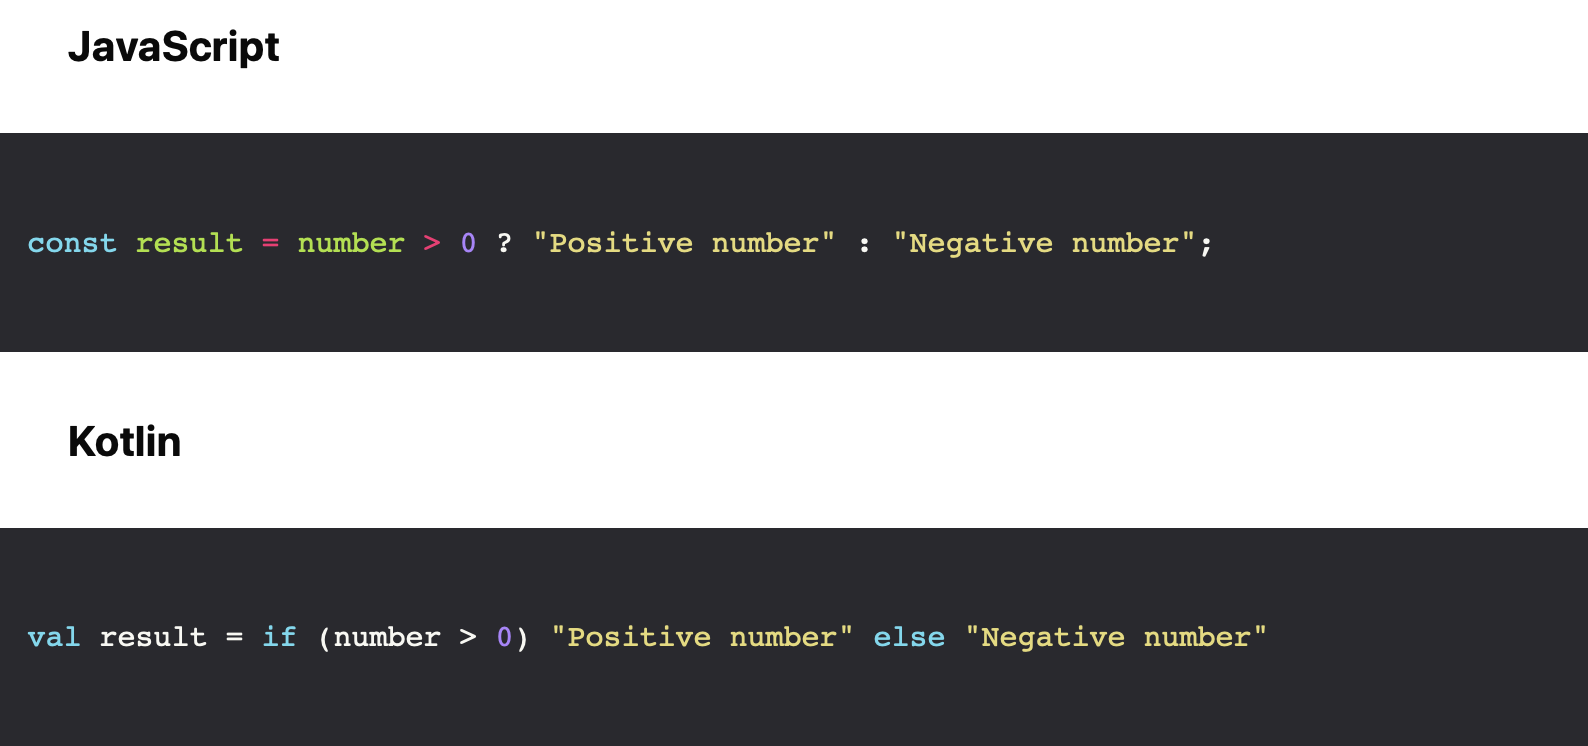 JavaScript
const result = number > 0 ? "Positive number" : "Negative number";
Kotlin
val result = if (number > 0) "Positive number" else "Negative number"